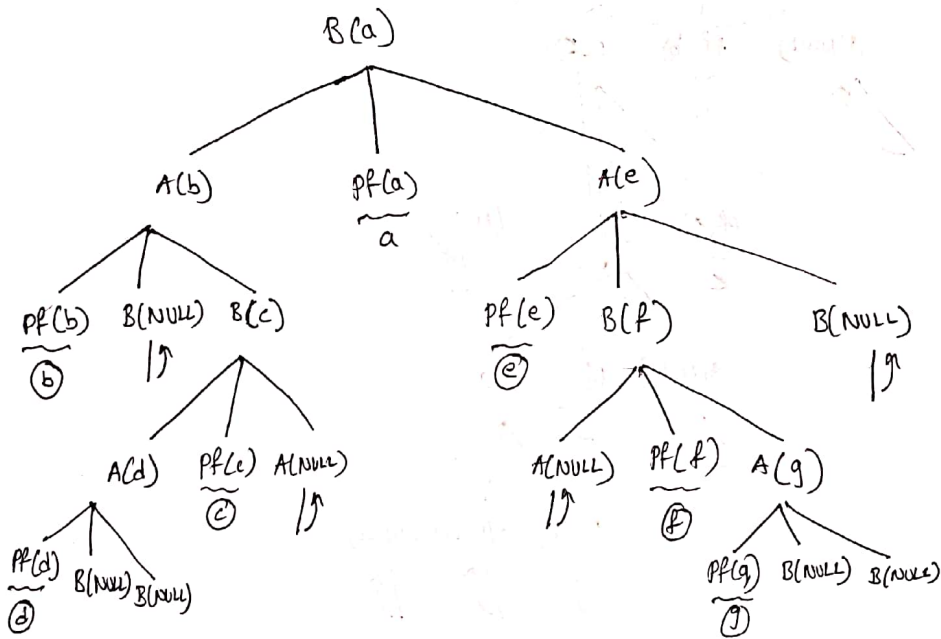 B(a)
A(b) Pf(a) A(e)
a
Pf(b) B(NULL) B(c) Pf(e) B(f) B(NULL)
b e
A(d) Pf(c) A(NULL) A(NULL) Pf(f) A(g)
c f
Pf(d) B(NULL) B(NULL) Pf(g) B(NULL) B(NULL)
d g